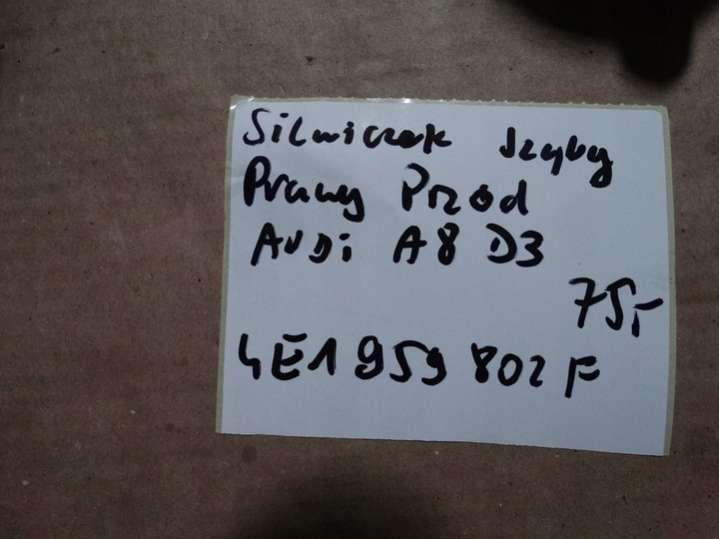 Silniczek szyby
Prawy Przód
AUDi A8 D3
75,-
4E1 959 802 F